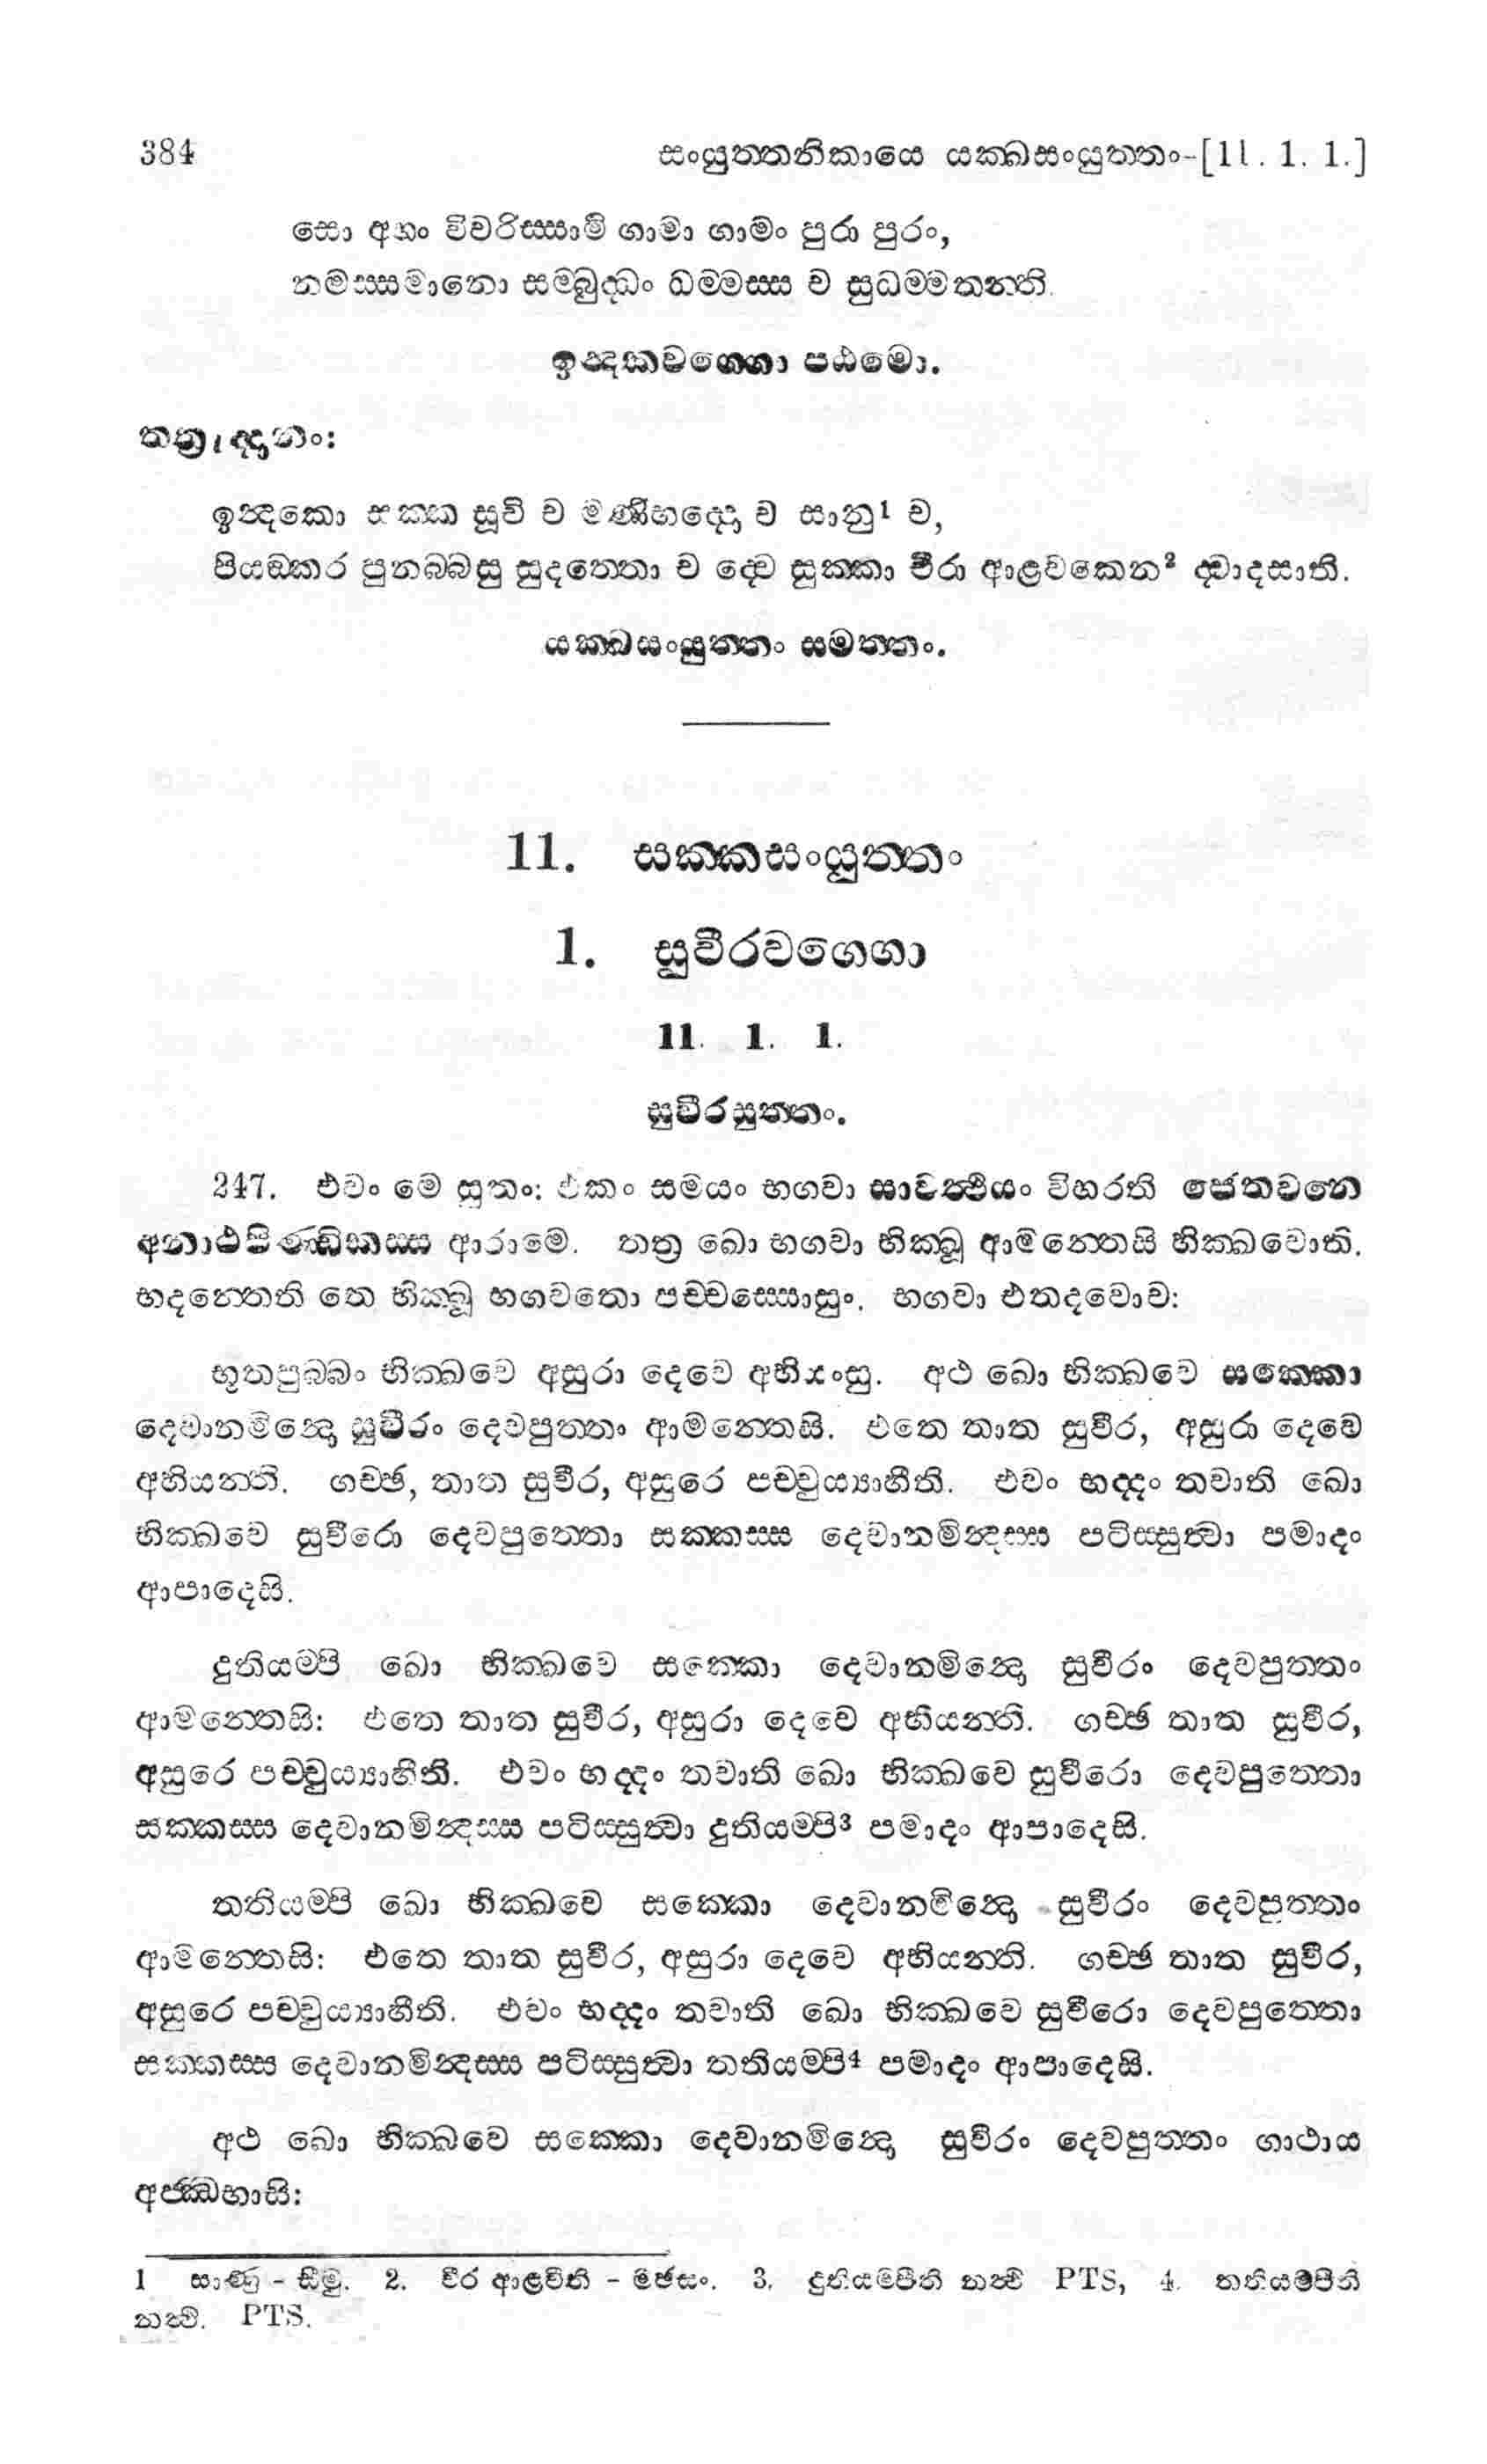 384 සංයුත්තනිකායෙ යක්ඛසංයුත්තං-[11. 1. 1.]
සො අහං විචරිස්සාමි ගාමා ගාමං පුරා පුරං,
නමස්සමානො සම්බුද්ධං ධම්මස්ස ච සුධම්මතන්ති.
ඉන්දකවග්ගො පඨමො.
තත්‍රුද්දානං:
ඉන්දකො සක්ක සූචි ච මණිභද්දො ච සානු¹ ච,
පියඞ්කර පුනබ්බසු සුදත්තො ච ද්වෙ සුක්කා චීරා ආළවකෙන² ද්වාදසාති.
යක්ඛසංයුත්තං සමත්තං.
11. සක්කසංයුත්තං
1. සුවීරවග්ගො
11. 1. 1.
සුවීරසුත්තං.
247. එවං මෙ සුතං: එකං සමයං භගවා සාවත්ථියං විහරති ජෙතවනෙ
අනාථපිණ්ඩිකස්ස ආරාමෙ. තත්‍ර ඛො භගවා භික්ඛූ ආමන්තෙසි භික්ඛවොති.
භදන්තෙති තෙ භික්ඛූ භගවතො පච්චස්සොසුං. භගවා එතදවොච:
භූතපුබ්බං භික්ඛවෙ අසුරා දෙවෙ අභියංසු. අථ ඛො භික්ඛවෙ සක්කො
දෙවානමින්දො සුවීරං දෙවපුත්තං ආමන්තෙසි. එතෙ තාත සුවීර, අසුරා දෙවෙ
අභියන්ති. ගච්ඡ, තාත සුවීර, අසුරෙ පච්චුය්‍යාහීති. එවං භද්දං තවාති ඛො
භික්ඛවෙ සුවීරො දෙවපුත්තො සක්කස්ස දෙවානමින්දස්ස පටිස්සුත්වා පමාදං
ආපාදෙසි.
දුතියම්පි ඛො භික්ඛවෙ සක්කො දෙවානමින්දො සුවීරං දෙවපුත්තං
ආමන්තෙසි: එතෙ තාත සුවීර, අසුරා දෙවෙ අභියන්ති. ගච්ඡ තාත සුවීර,
අසුරෙ පච්චුය්‍යාහීති. එවං භද්දං තවාති ඛො භික්ඛවෙ සුවීරො දෙවපුත්තො
සක්කස්ස දෙවානමින්දස්ස පටිස්සුත්වා දුතියම්පි³ පමාදං ආපාදෙසි.
තතියම්පි ඛො භික්ඛවෙ සක්කො දෙවානමින්දො සුවීරං දෙවපුත්තං
ආමන්තෙසි: එතෙ තාත සුවීර, අසුරා දෙවෙ අභියන්ති. ගච්ඡ තාත සුවීර,
අසුරෙ පච්චුය්‍යාහීති. එවං භද්දං තවාති ඛො භික්ඛවෙ සුවීරො දෙවපුත්තො
සක්කස්ස දෙවානමින්දස්ස පටිස්සුත්වා තතියම්පි⁴ පමාදං ආපාදෙසි.
අථ ඛො භික්ඛවෙ සක්කො දෙවානමින්දො සුවීරං දෙවපුත්තං ගාථාය
අජ්ඣභාසි:
1 සාණු - සීමු. 2. වීර ආළවීති - මඡසං. 3. දුතියම්පීති නත්ථි PTS, 4. තතියම්පීති
නත්ථි. PTS.